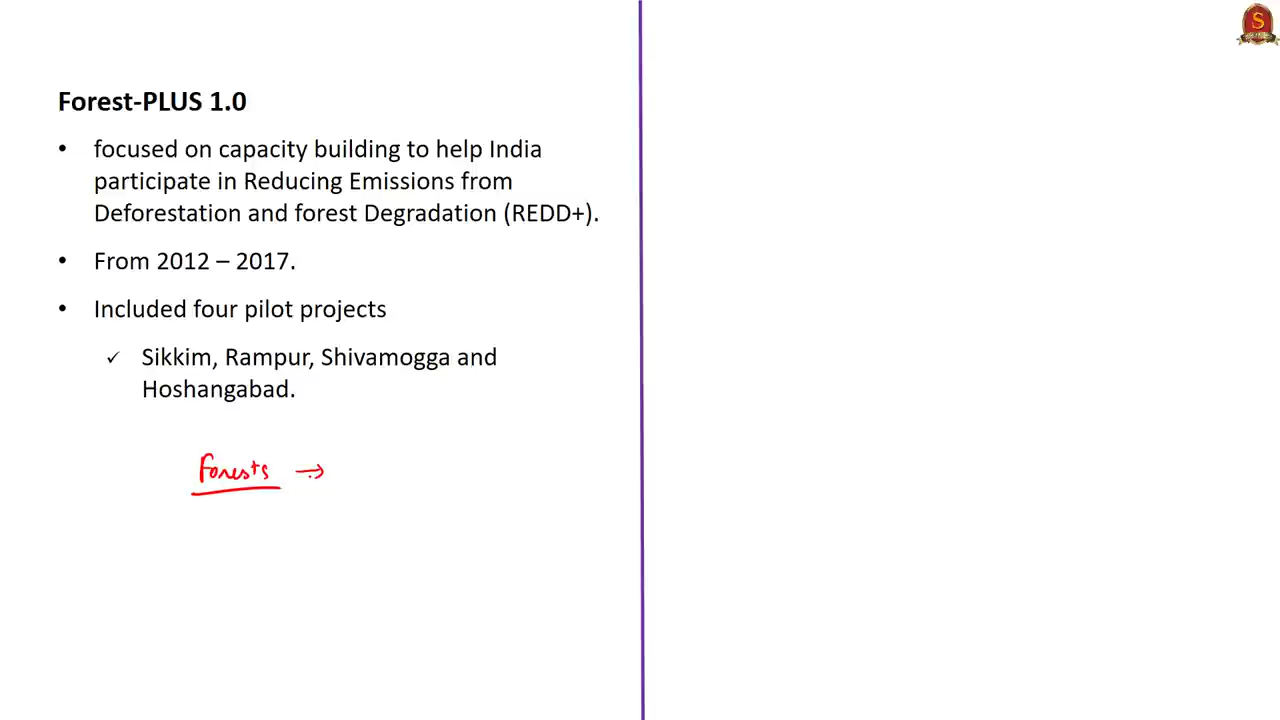 Forest-PLUS 1.0
• focused on capacity building to help India
participate in Reducing Emissions from
Deforestation and forest Degradation (REDD+).
• From 2012 – 2017.
• Included four pilot projects
✓ Sikkim, Rampur, Shivamogga and
Hoshangabad.
Forests →
S